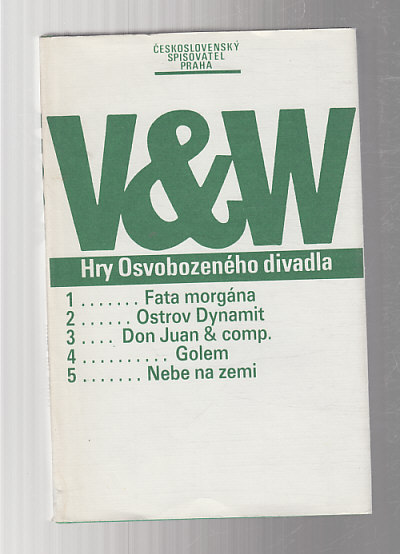 ČESKOSLOVENSKÝ
SPISOVATEL
PRAHA
V&W
Hry Osvobozeného divadla
1 ....... Fata morgána
2 ...... Ostrov Dynamit
3 .... Don Juan & comp.
4 .......... Golem
5 ....... Nebe na zemi